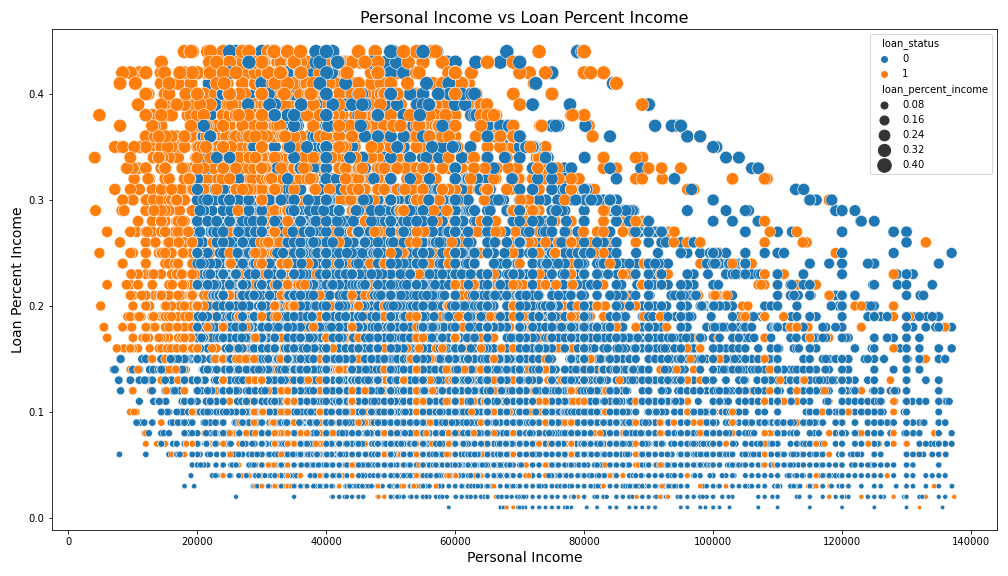 Personal Income vs Loan Percent Income
loan_status
0
1
loan_percent_income
0.08
0.16
0.24
0.32
0.40
Loan Percent Income
0.4
0.3
0.2
0.1
0.0
0 20000 40000 60000 80000 100000 120000 140000
Personal Income